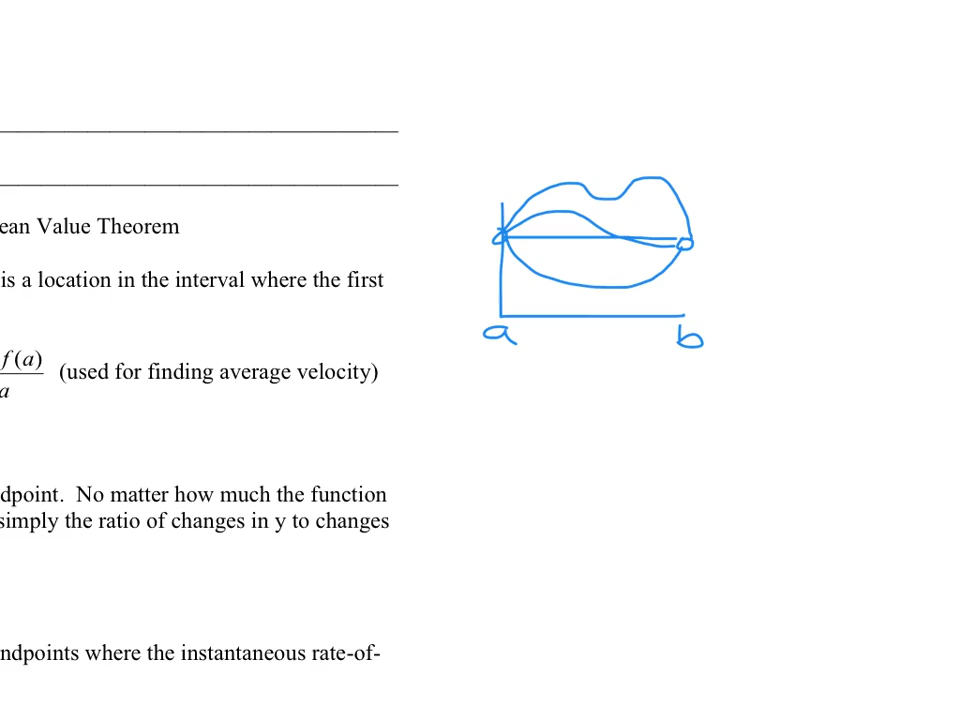 ean Value Theorem
is a location in the interval where the first
f(a)
a
(used for finding average velocity)
dpoint. No matter how much the function
simply the ratio of changes in y to changes
ndpoints where the instantaneous rate-of-
a b